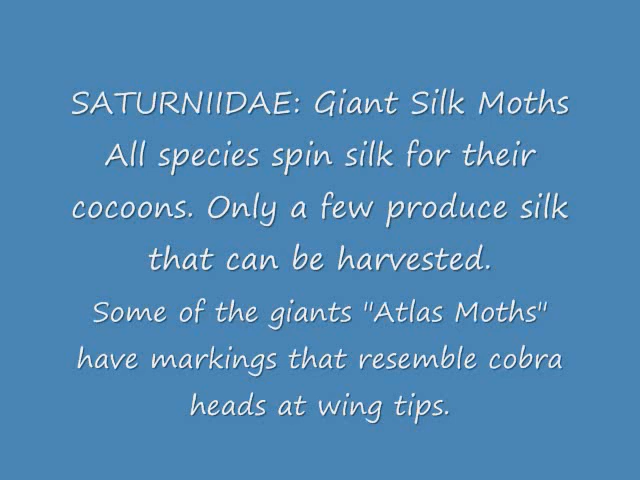 SATURNIIDAE: Giant Silk Moths
All species spin silk for their
cocoons. Only a few produce silk
that can be harvested.
Some of the giants "Atlas Moths"
have markings that resemble cobra
heads at wing tips.